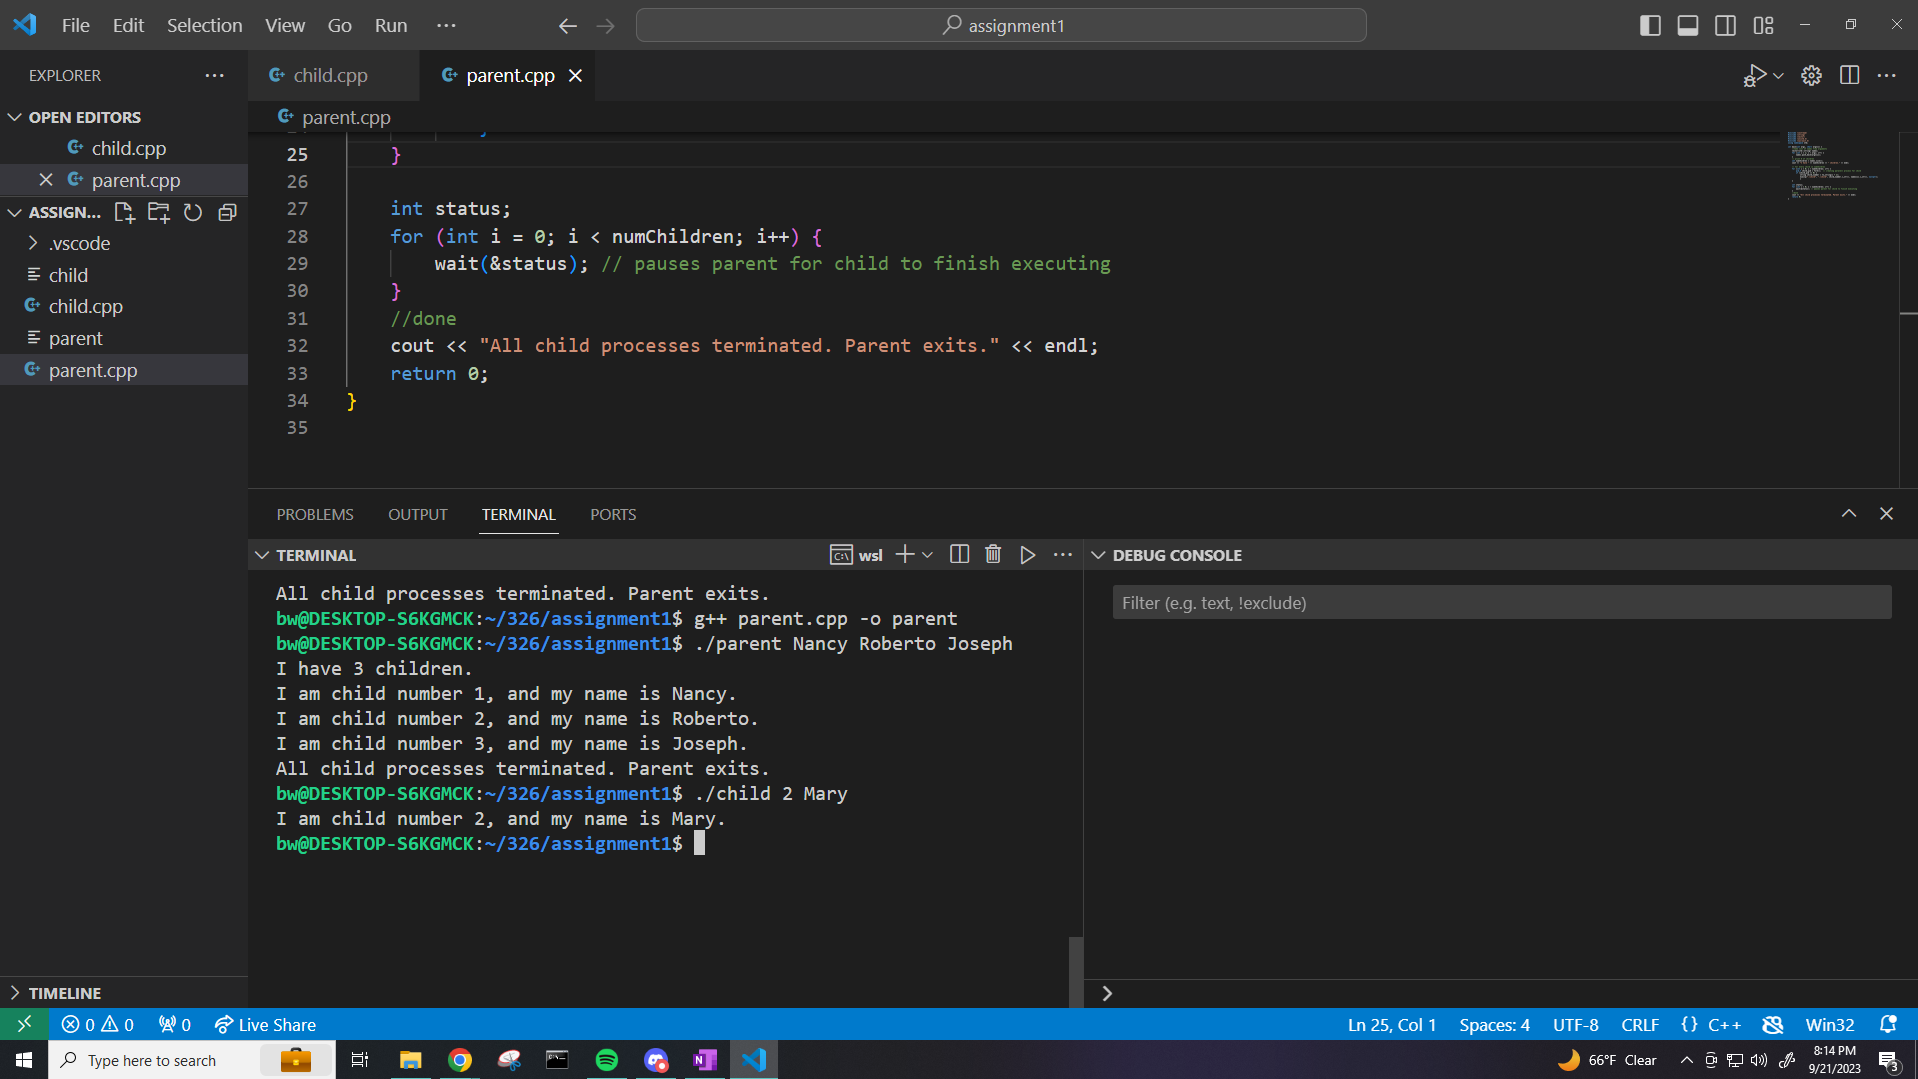 File Edit Selection View Go Run ···
assignment1
EXPLORER
child.cpp
parent.cpp
OPEN EDITORS
child.cpp
parent.cpp
ASSIGN...
.vscode
child
child.cpp
parent
parent.cpp
TIMELINE
parent.cpp
25 }
26
27 int status;
28 for (int i = 0; i < numChildren; i++) {
29 wait(&status); // pauses parent for child to finish executing
30 }
31 //done
32 cout << "All child processes terminated. Parent exits." << endl;
33 return 0;
34 }
35
PROBLEMS OUTPUT TERMINAL PORTS
TERMINAL
wsl
All child processes terminated. Parent exits.
bw@DESKTOP-S6KGMCK:~/326/assignment1$ g++ parent.cpp -o parent
bw@DESKTOP-S6KGMCK:~/326/assignment1$ ./parent Nancy Roberto Joseph
I have 3 children.
I am child number 1, and my name is Nancy.
I am child number 2, and my name is Roberto.
I am child number 3, and my name is Joseph.
All child processes terminated. Parent exits.
bw@DESKTOP-S6KGMCK:~/326/assignment1$ ./child 2 Mary
I am child number 2, and my name is Mary.
bw@DESKTOP-S6KGMCK:~/326/assignment1$
DEBUG CONSOLE
Filter (e.g. text, !exclude)
0 0 0 Live Share
Ln 25, Col 1 Spaces: 4 UTF-8 CRLF {} C++ Win32
Type here to search
66°F Clear
8:14 PM
9/21/2023
3